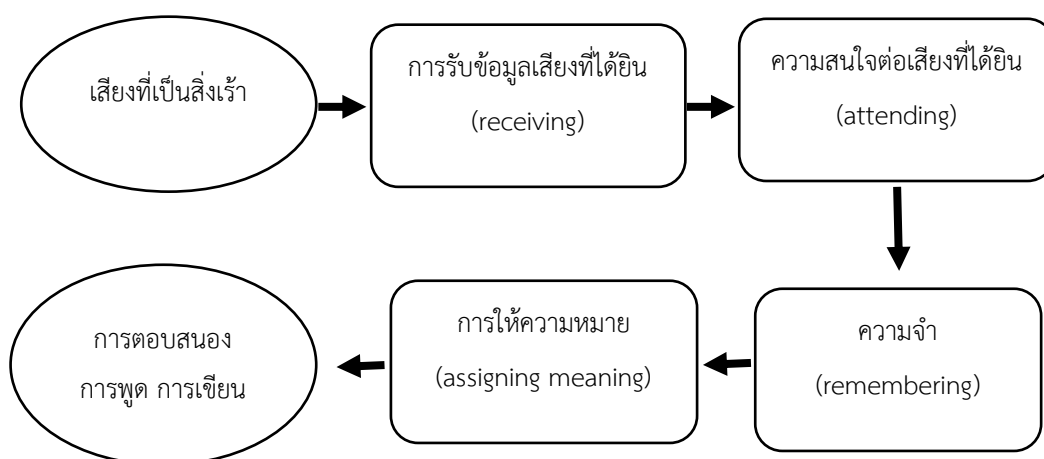 เสียงที่เป็นสิ่งเร้า
การรับข้อมูลเสียงที่ได้ยิน
(receiving)
ความสนใจต่อเสียงที่ได้ยิน
(attending)
ความจำ
(remembering)
การให้ความหมาย
(assigning meaning)
การตอบสนอง
การพูด การเขียน